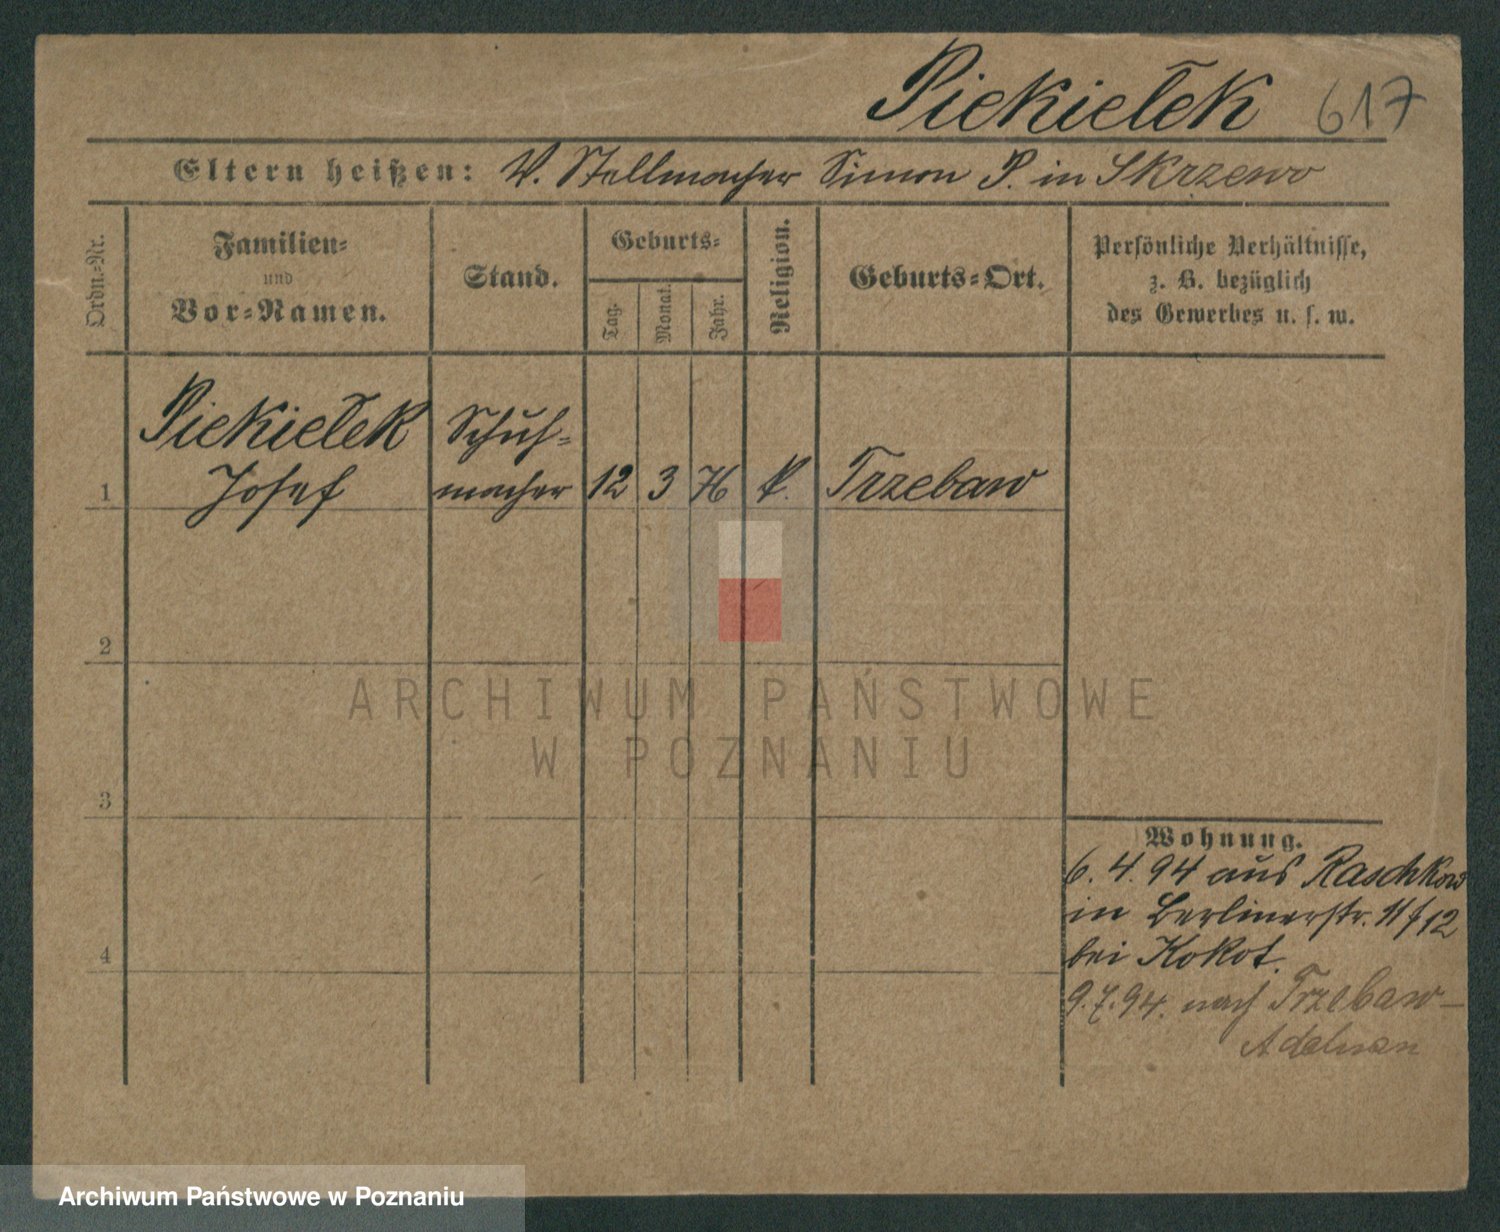 Piekiełek 617
Eltern heißen: V. Stellmacher Simon P. in Skrzewo
Ordn.-Nr.
Familien-
und
Vor-Namen.
Stand.
Geburts-
Tag.
Monat.
Jahr.
Religion.
Geburts-Ort.
Persönliche Verhältnisse,
z. B. bezüglich
des Gewerbes u. s. w.
Piekiełek Schuh-
1 Josef macher 12 3 76 k. Trzebaw
2
ARCHIWUM PAŃSTWOWE
W POZNANIU
3
Wohnung.
6.4.94 aus Raschkow
in Berlinerstr. 11/12
4 bei Kokot.
9.7.94. nach Trzebaw-
Archiwum Państwowe w Poznaniu